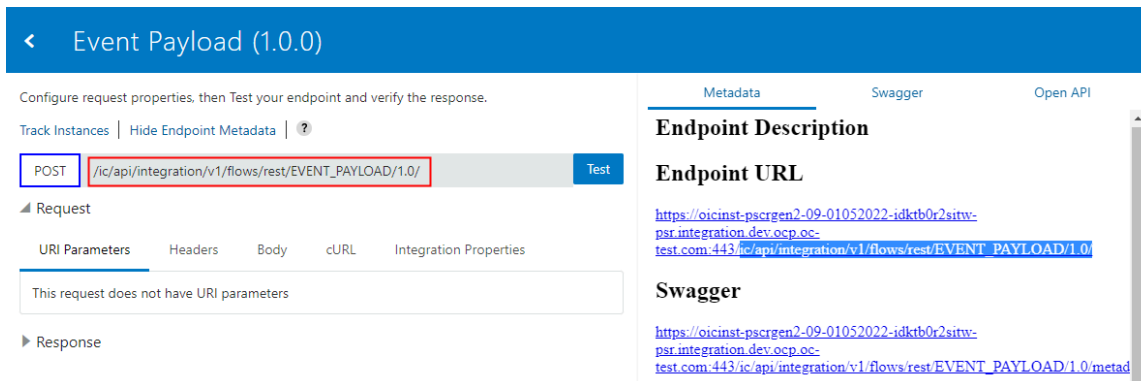 Event Payload (1.0.0)
Configure request properties, then Test your endpoint and verify the response.
Track Instances | Hide Endpoint Metadata | ?
POST /ic/api/integration/v1/flows/rest/EVENT_PAYLOAD/1.0/ Test
Request
URI Parameters Headers Body cURL Integration Properties
This request does not have URI parameters
Response
Metadata Swagger Open API
Endpoint Description
Endpoint URL
https://oicinst-pscrgen2-09-01052022-idktb0r2sitw-
psr.integration.dev.ocp.oc-
test.com:443/ic/api/integration/v1/flows/rest/EVENT_PAYLOAD/1.0/
Swagger
https://oicinst-pscrgen2-09-01052022-idktb0r2sitw-
psr.integration.dev.ocp.oc-
test.com:443/ic/api/integration/v1/flows/rest/EVENT_PAYLOAD/1.0/metad